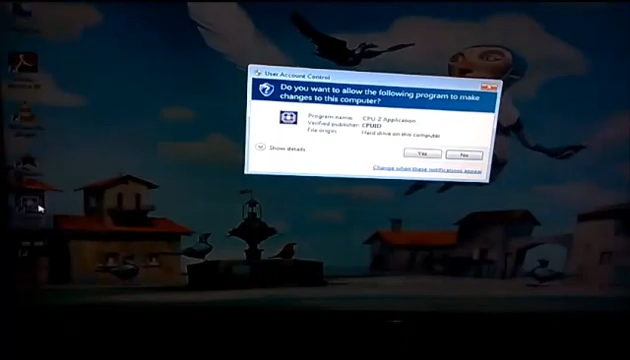 User Account Control
Do you want to allow the following program to make
changes to this computer?
Program name: CPU-Z Application
Verified publisher: CPUID
File origin: Hard drive on this computer
Show details
Yes
No
Change when these notifications appear